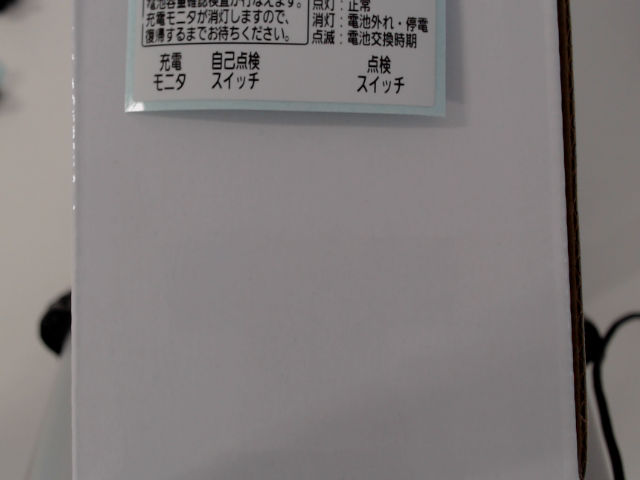 電池容量確認検査が行なえます。
充電モニタが消灯しますので、
復帰するまでお待ちください。
点灯：正常
消灯：電池外れ・停電
点滅：電池交換時期
充電
モニタ
自己点検
スイッチ
点検
スイッチ